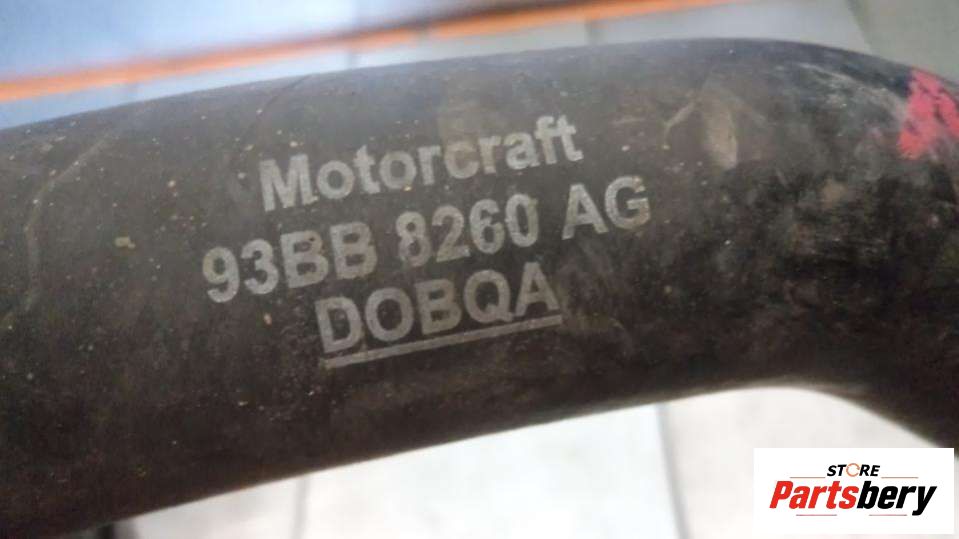 Motorcraft
93BB 8260 AG
DOBQA
STORE
Partsbery